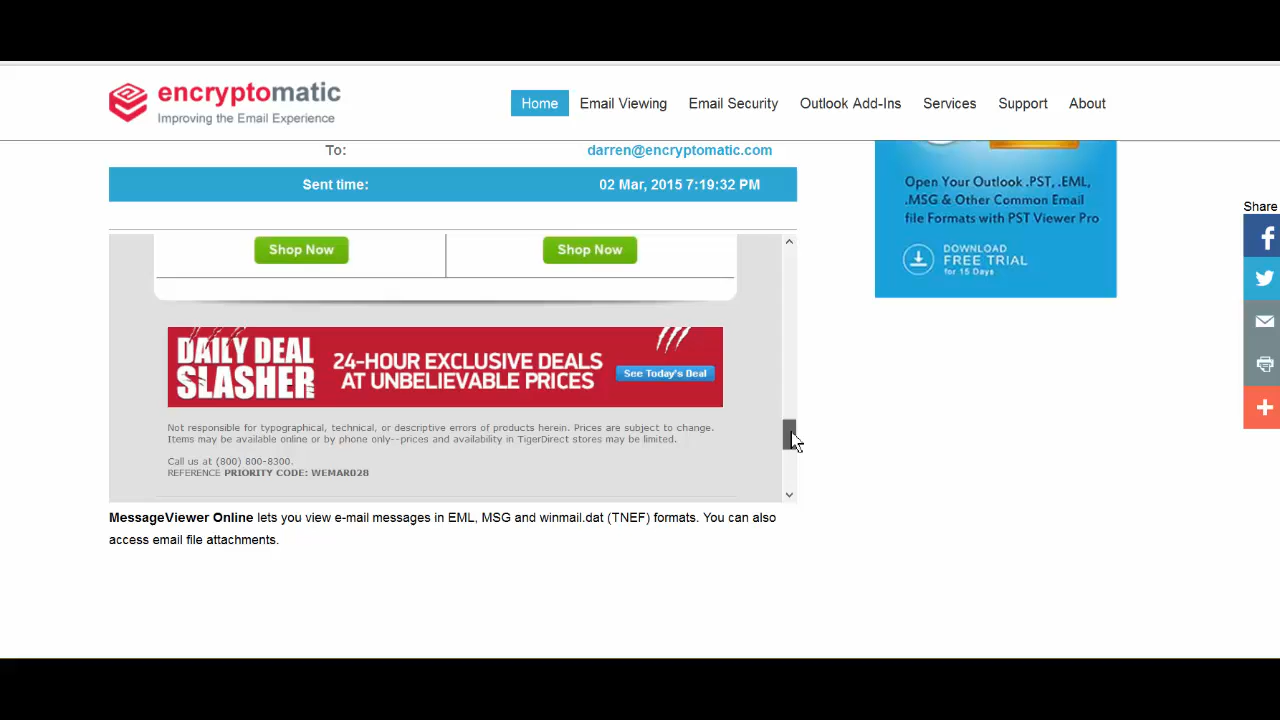 encryptomatic
Improving the Email Experience
Home
Email Viewing
Email Security
Outlook Add-Ins
Services
Support
About
To:
darren@encryptomatic.com
Sent time:
02 Mar, 2015 7:19:32 PM
Open Your Outlook .PST, .EML,
.MSG & Other Common Email
file Formats with PST Viewer Pro
DOWNLOAD
FREE TRIAL
for 15 Days
Share
Shop Now
Shop Now
DAILY DEAL
SLASHER
24-HOUR EXCLUSIVE DEALS
AT UNBELIEVABLE PRICES
See Today's Deal
Not responsible for typographical, technical, or descriptive errors of products herein. Prices are subject to change.
Items may be available online or by phone only--prices and availability in TigerDirect stores may be limited.
Call us at (800) 800-8300.
REFERENCE PRIORITY CODE: WEMAR028
MessageViewer Online lets you view e-mail messages in EML, MSG and winmail.dat (TNEF) formats. You can also
access email file attachments.